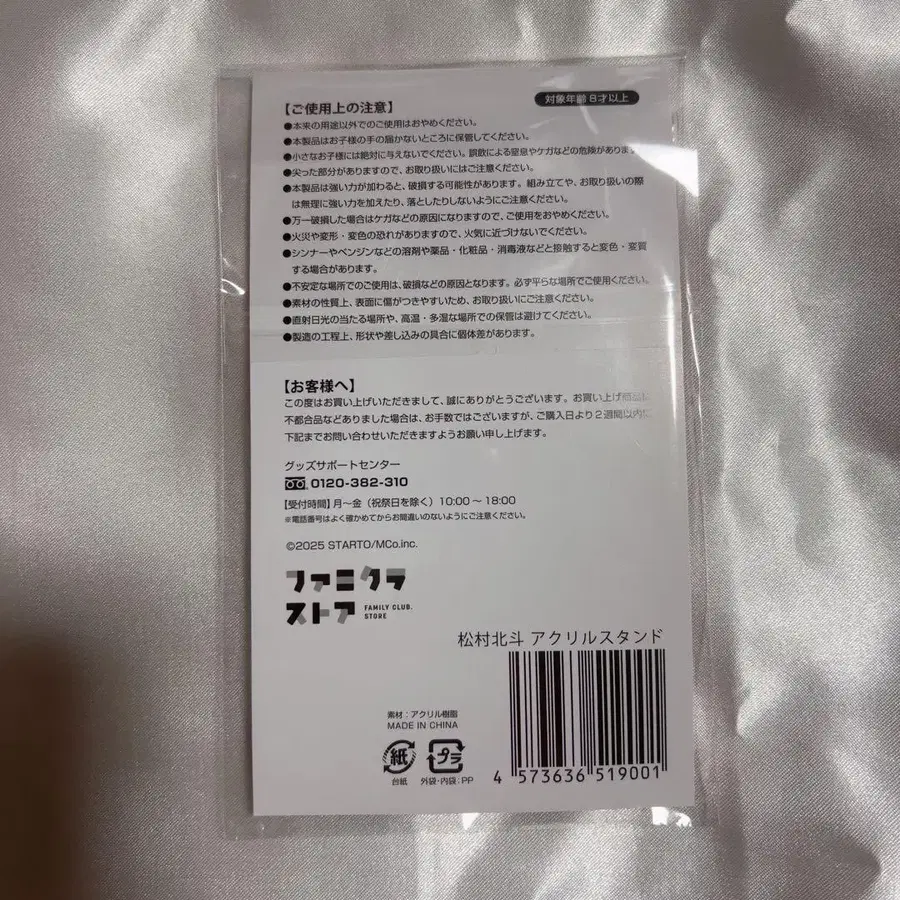 対象年齢8才以上
【ご使用上の注意】
●本来の用途以外でのご使用はおやめください。
●本製品はお子様の手の届かないところに保管してください。
●小さなお子様には絶対に与えないでください。誤飲による窒息やケガなどの危険があります
●尖った部分がありますので、お取り扱いにはご注意ください。
●本製品は強い力が加わると、破損する可能性があります。組み立てや、お取り扱いの際
は無理に強い力を加えたり、落としたりしないようにご注意ください。
●万一破損した場合はケガなどの原因になりますので、ご使用をおやめください。
●火災や変形・変色の恐れがありますので、火気に近づけないでください。
●シンナーやベンジンなどの溶剤や薬品・化粧品・消毒液などと接触すると変色・変質
する場合があります。
●不安定な場所でのご使用は、破損などの原因となります。必ず平らな場所でご使用ください。
●素材の性質上、表面に傷がつきやすいため、お取り扱いにご注意ください。
●直射日光の当たる場所や、高温・多湿な場所での保管は避けてください。
●製造の工程上、形状や差し込みの具合に個体差があります。
【お客様へ】
この度はお買い上げいただきまして、誠にありがとうございます。お買い上げ商品に
不都合品などありました場合は、お手数ではございますが、ご購入日より2週間以内に
下記までお問い合わせいただきますようお願い申し上げます。
グッズサポートセンター
0120-382-310
【受付時間】月～金（祝祭日を除く）10:00～18:00
※電話番号はよく確かめてからお間違いのないようにご注意ください。
©2025 STARTO/MCo.inc.
ファミクラ
ストア FAMILY CLUB.
STORE
松村北斗 アクリルスタンド
素材：アクリル樹脂
MADE IN CHINA
紙 プラ
台紙 外袋・内袋：PP
4 573636 519001